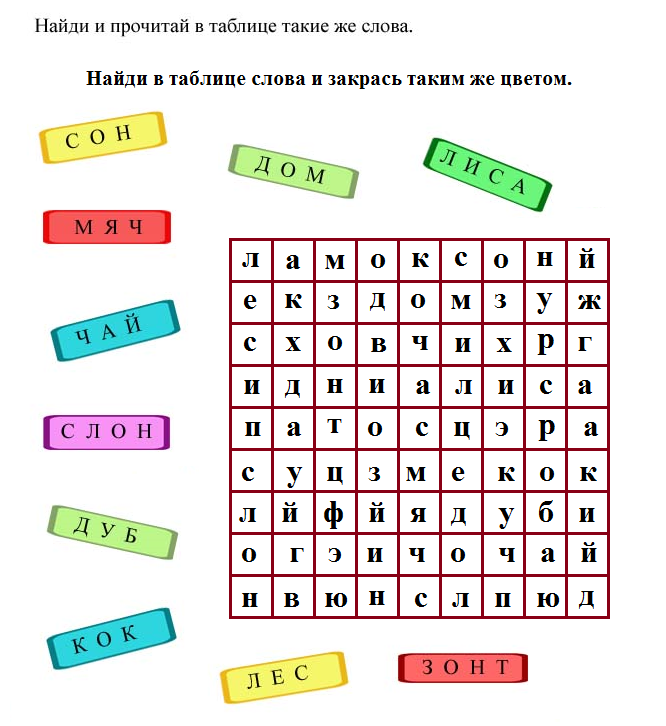 Найди и прочитай в таблице такие же слова.
Найди в таблице слова и закрась таким же цветом.
С О Н
Д О М
Л И С А
М Я Ч
Ч А Й
С Л О Н
Д У Б
К О К
Л Е С
З О Н Т
л а м о к с о н й
е к з д о м з у ж
с х о в ч и х р г
и д н и а л и с а
п а т о с ц э р а
с у ц з м е к о к
л й ф й я д у б и
о г э и ч о ч а й
н в ю н с л п ю д